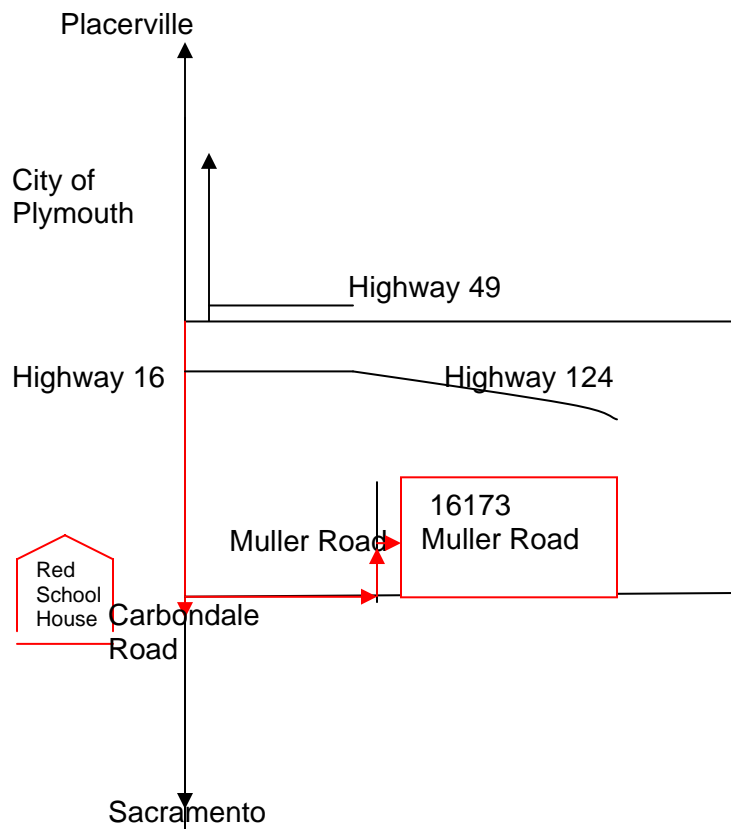 Placerville
City of
Plymouth
Highway 49
Highway 16
Highway 124
16173
Muller Road
Muller Road
Red
School
House
Carbondale
Road
Sacramento